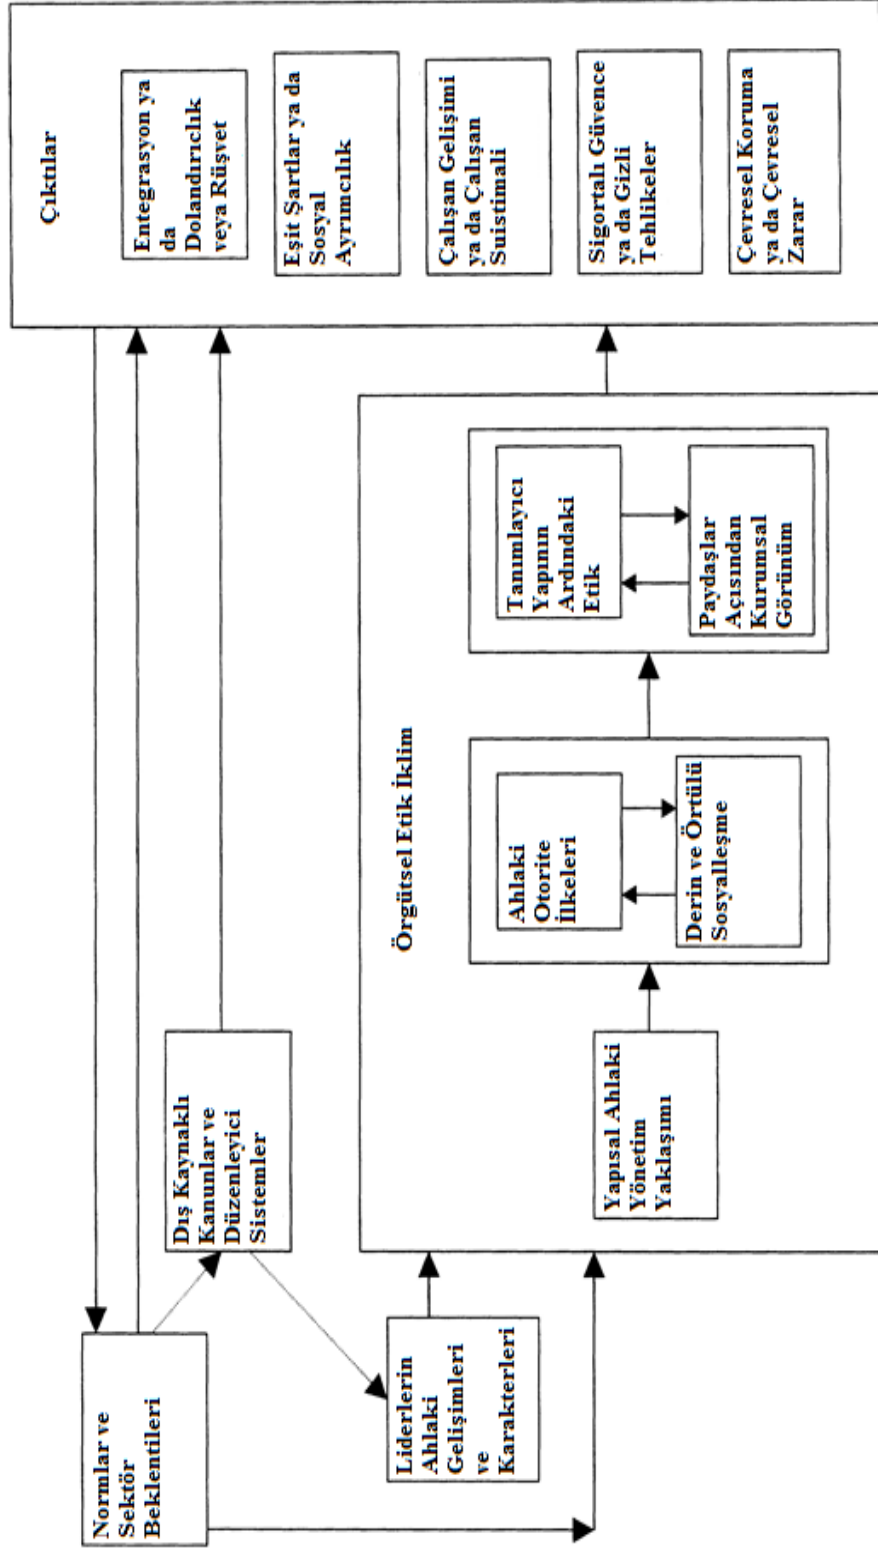 Normlar ve
Sektör
Beklentileri
Dış Kaynaklı
Kanunlar ve
Düzenleyici
Sistemler
Liderlerin
Ahlaki
Gelişimleri
ve
Karakterleri
Örgütsel Etik İklim
Yapısal Ahlaki
Yönetim
Yaklaşımı
Ahlaki
Otorite
İlkeleri
Derin ve Örtülü
Sosyalleşme
Tanımlayıcı
Yapının
Ardındaki
Etik
Paydaşlar
Açısından
Kurumsal
Görünüm
Çıktılar
Entegrasyon ya
da
Dolandırıcılık
veya Rüşvet
Eşit Şartlar ya da
Sosyal
Ayrımcılık
Çalışan Gelişimi
ya da Çalışan
Suistimali
Sigortalı Güvence
ya da Gizli
Tehlikeler
Çevresel Koruma
ya da Çevresel
Zarar